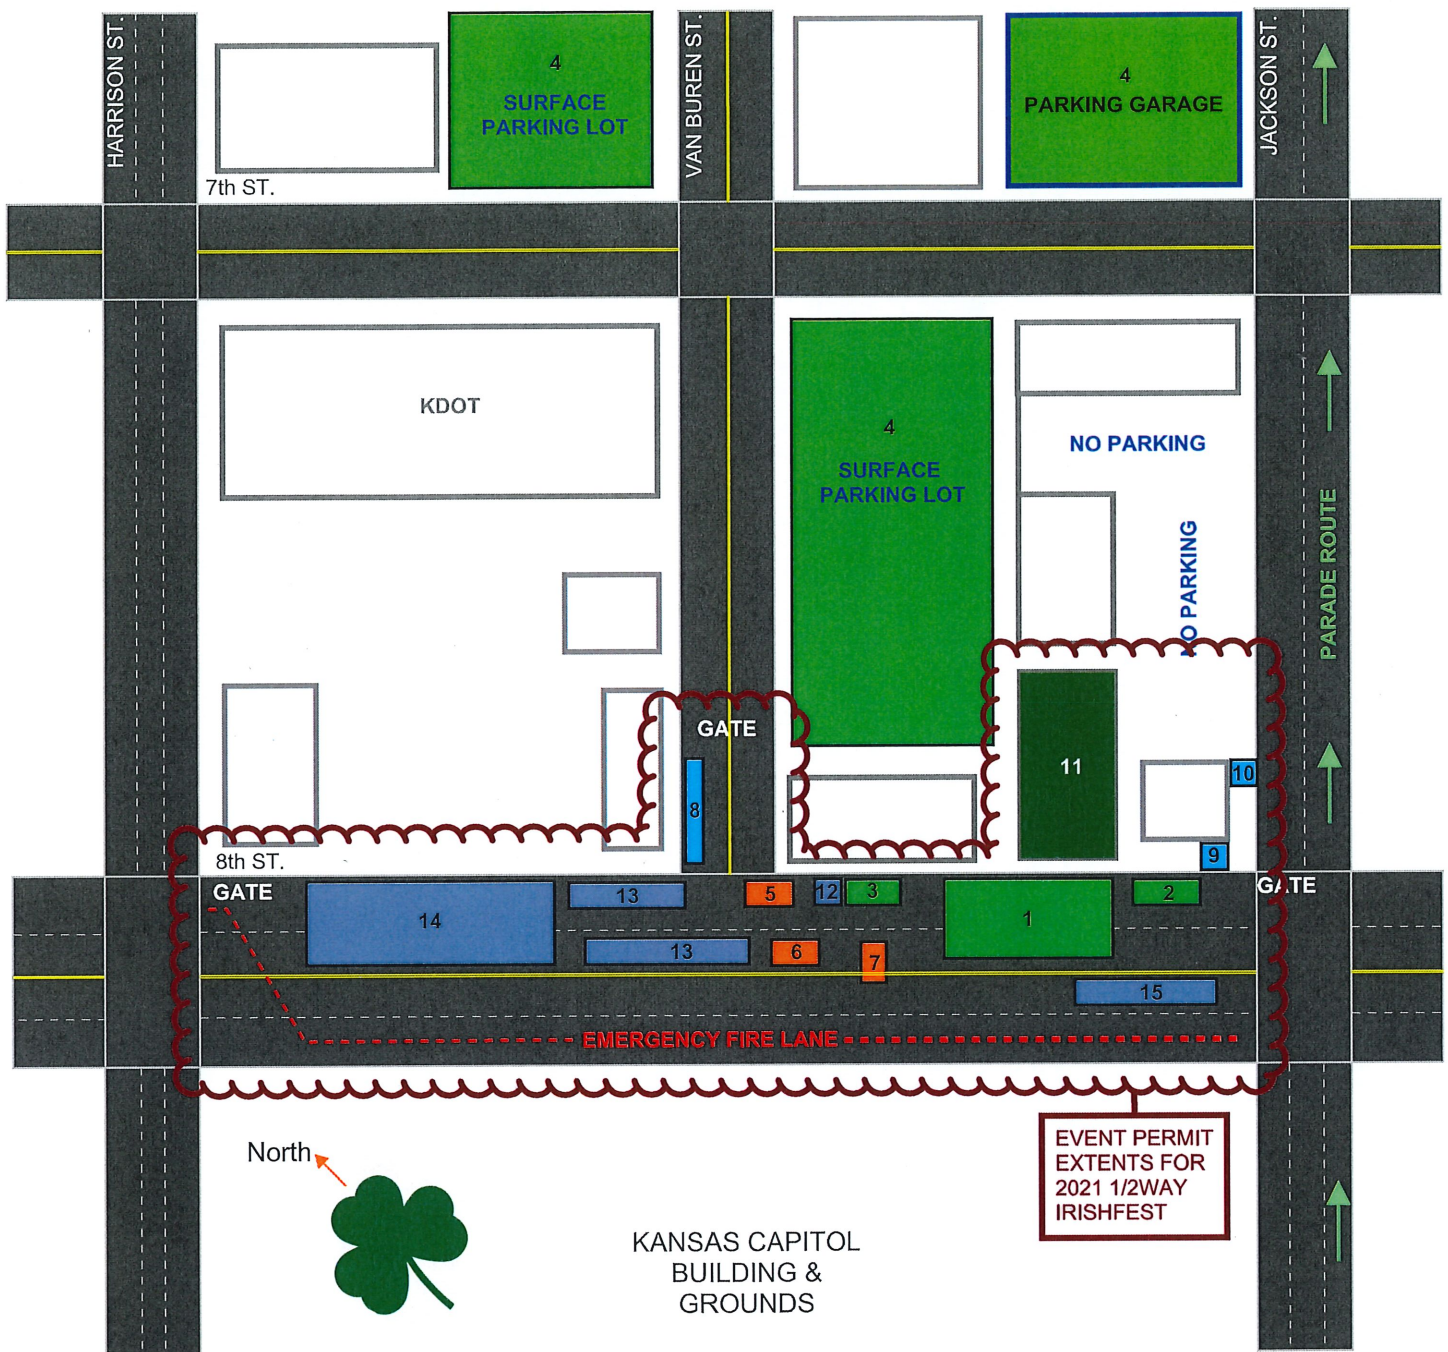 HARRISON ST.
4
SURFACE
PARKING LOT
VAN BUREN ST.
4
PARKING GARAGE
JACKSON ST.
7th ST.
KDOT
4
SURFACE
PARKING LOT
NO PARKING
NO PARKING
PARADE ROUTE
GATE
11
8
10
9
8th ST.
GATE
GATE
14
13
5
12
3
1
2
13
6
7
15
EMERGENCY FIRE LANE
North
EVENT PERMIT
EXTENTS FOR
2021 1/2WAY
IRISHFEST
KANSAS CAPITOL
BUILDING &
GROUNDS